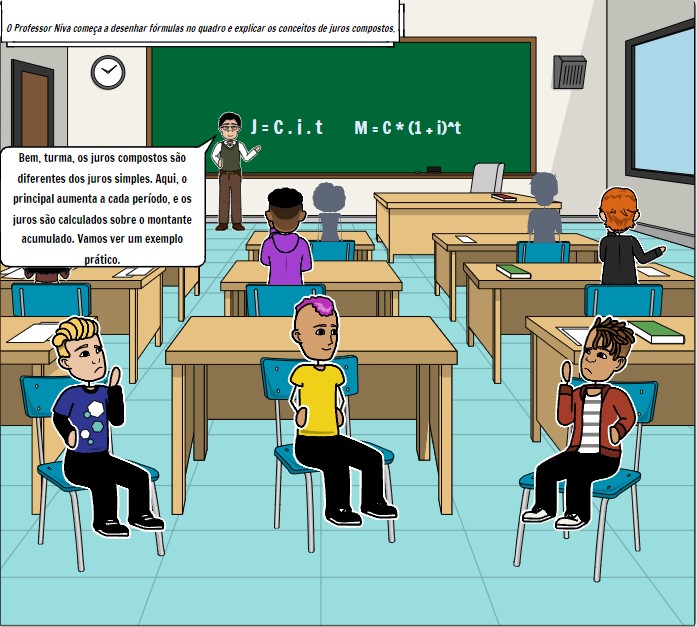 O Professor Niva começa a desenhar fórmulas no quadro e explicar os conceitos de juros compostos.
J = C . i . t
M = C * (1 + i)^t
Bem, turma, os juros compostos são
diferentes dos juros simples. Aqui, o
principal aumenta a cada período, e os
juros são calculados sobre o montante
acumulado. Vamos ver um exemplo
prático.